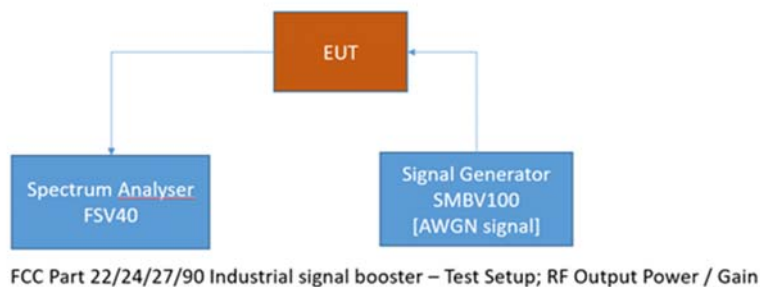 EUT
Spectrum Analyser
FSV40
Signal Generator
SMBV100
[AWGN signal]
FCC Part 22/24/27/90 Industrial signal booster – Test Setup; RF Output Power / Gain